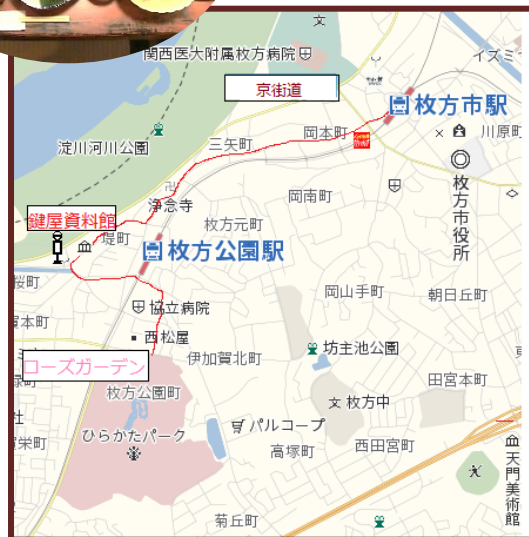 関西医大附属枚方病院
イズミ
京街道
枚方市駅
岡本町
川原町
三矢町
淀川河川公園
枚方市役所
浄念寺
岡南町
鍵屋資料館
枚方元町
堤町
枚方公園駅
桜町
岡山手町
朝日丘町
協立病院
西松屋
坊主池公園
ローズガーデン
伊加賀北町
田宮本町
枚方公園町
枚方中
パルコープ
ひらかたパーク
西田宮町
高塚町
天門美術館
菊丘町